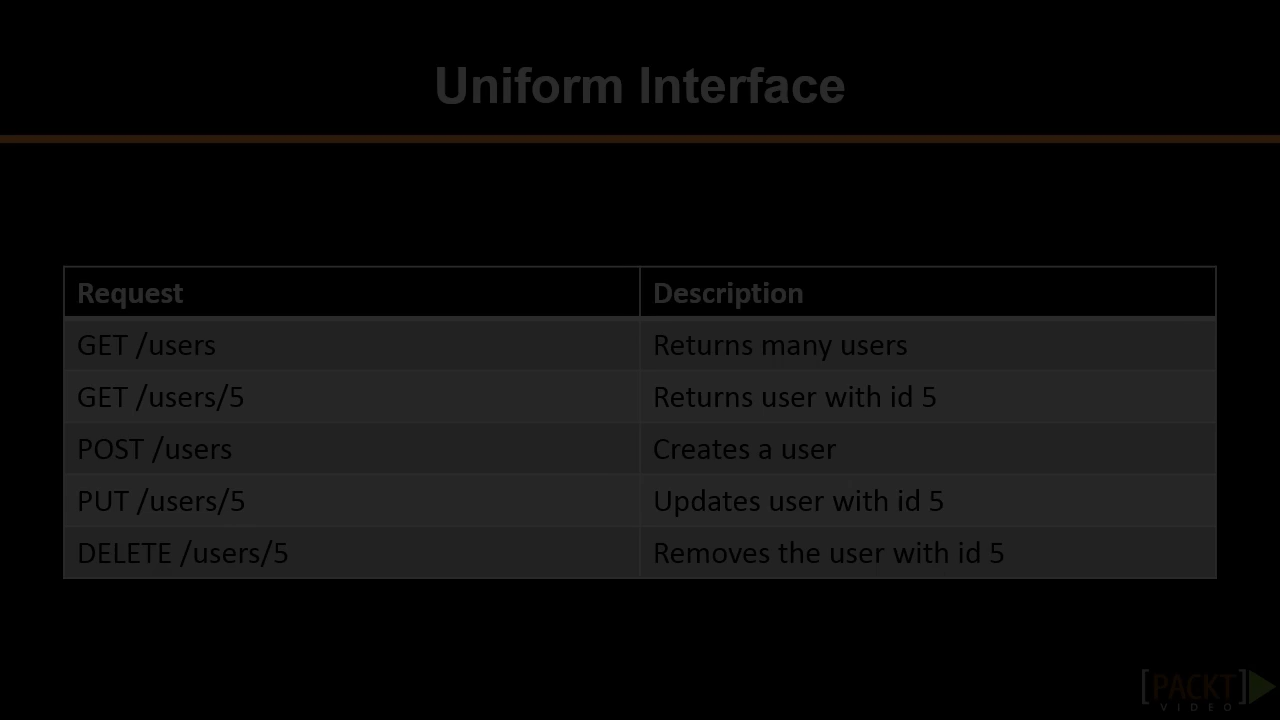 Uniform Interface
Request Description
GET /users Returns many users
GET /users/5 Returns user with id 5
POST /users Creates a user
PUT /users/5 Updates user with id 5
DELETE /users/5 Removes the user with id 5
[PACKT]
VIDEO